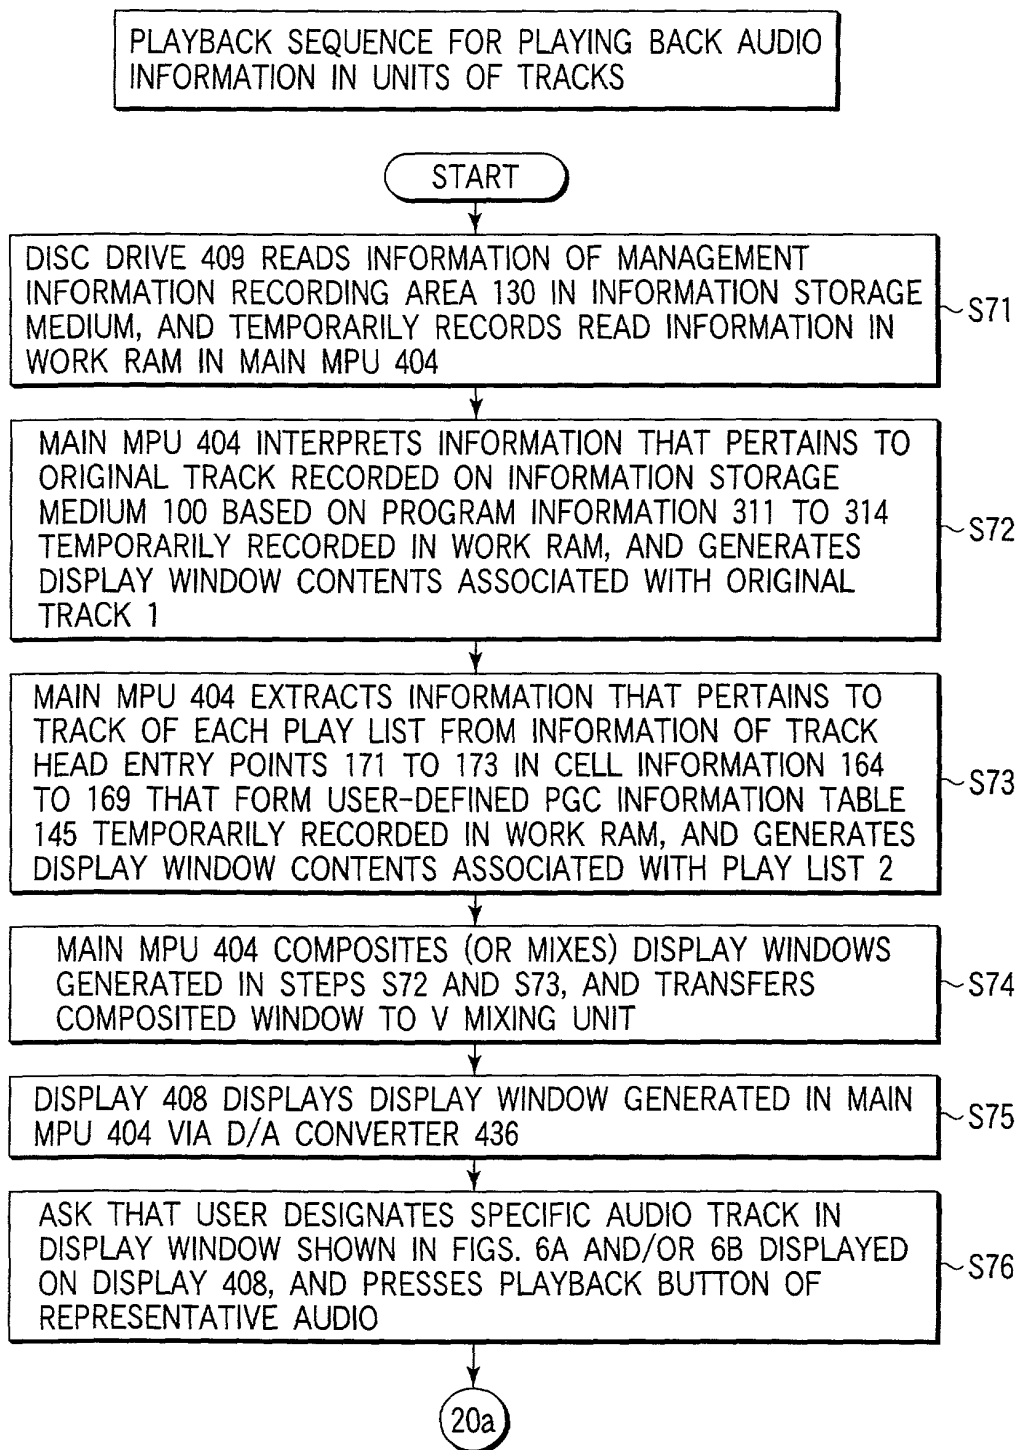 PLAYBACK SEQUENCE FOR PLAYING BACK AUDIO
INFORMATION IN UNITS OF TRACKS
START
DISC DRIVE 409 READS INFORMATION OF MANAGEMENT
INFORMATION RECORDING AREA 130 IN INFORMATION STORAGE
MEDIUM, AND TEMPORARILY RECORDS READ INFORMATION IN
WORK RAM IN MAIN MPU 404
S71
MAIN MPU 404 INTERPRETS INFORMATION THAT PERTAINS TO
ORIGINAL TRACK RECORDED ON INFORMATION STORAGE
MEDIUM 100 BASED ON PROGRAM INFORMATION 311 TO 314
TEMPORARILY RECORDED IN WORK RAM, AND GENERATES
DISPLAY WINDOW CONTENTS ASSOCIATED WITH ORIGINAL
TRACK 1
S72
MAIN MPU 404 EXTRACTS INFORMATION THAT PERTAINS TO
TRACK OF EACH PLAY LIST FROM INFORMATION OF TRACK
HEAD ENTRY POINTS 171 TO 173 IN CELL INFORMATION 164
TO 169 THAT FORM USER-DEFINED PGC INFORMATION TABLE
145 TEMPORARILY RECORDED IN WORK RAM, AND GENERATES
DISPLAY WINDOW CONTENTS ASSOCIATED WITH PLAY LIST 2
S73
MAIN MPU 404 COMPOSITES (OR MIXES) DISPLAY WINDOWS
GENERATED IN STEPS S72 AND S73, AND TRANSFERS
COMPOSITED WINDOW TO V MIXING UNIT
S74
DISPLAY 408 DISPLAYS DISPLAY WINDOW GENERATED IN MAIN
MPU 404 VIA D/A CONVERTER 436
S75
ASK THAT USER DESIGNATES SPECIFIC AUDIO TRACK IN
DISPLAY WINDOW SHOWN IN FIGS. 6A AND/OR 6B DISPLAYED
ON DISPLAY 408, AND PRESSES PLAYBACK BUTTON OF
REPRESENTATIVE AUDIO
S76
20a